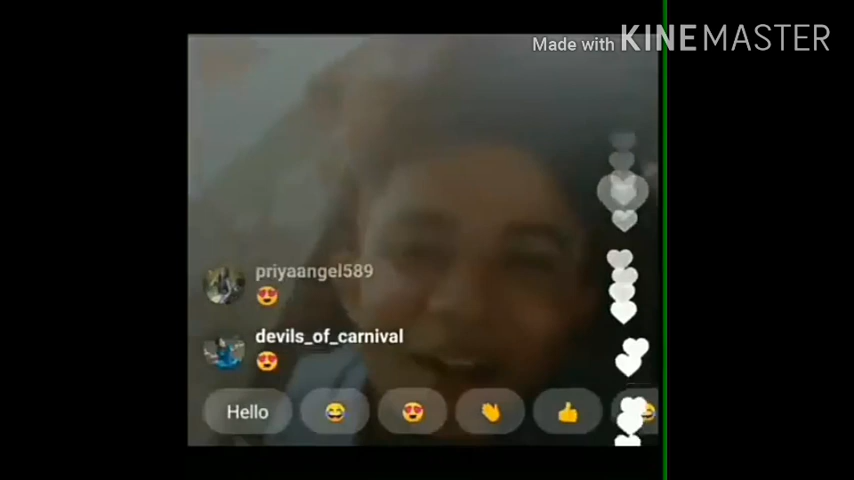 Made with KINEMASTER
priyaangel589
😍
devils_of_carnival
😍
Hello 😂 😍 👏 👍 😂